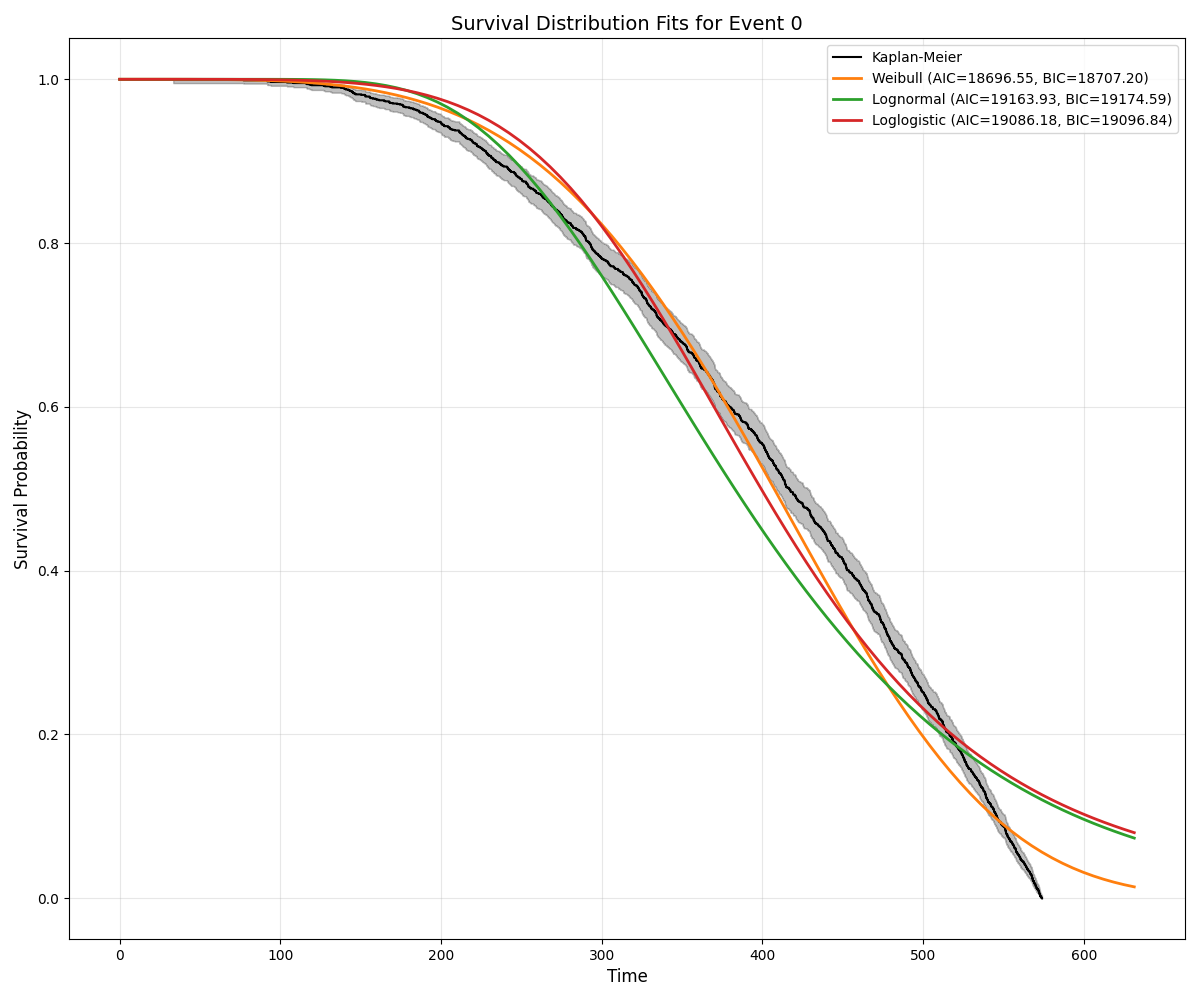 Survival Distribution Fits for Event 0
Kaplan-Meier
Weibull (AIC=18696.55, BIC=18707.20)
Lognormal (AIC=19163.93, BIC=19174.59)
Loglogistic (AIC=19086.18, BIC=19096.84)
Survival Probability
1.0
0.8
0.6
0.4
0.2
0.0
0 100 200 300 400 500 600
Time